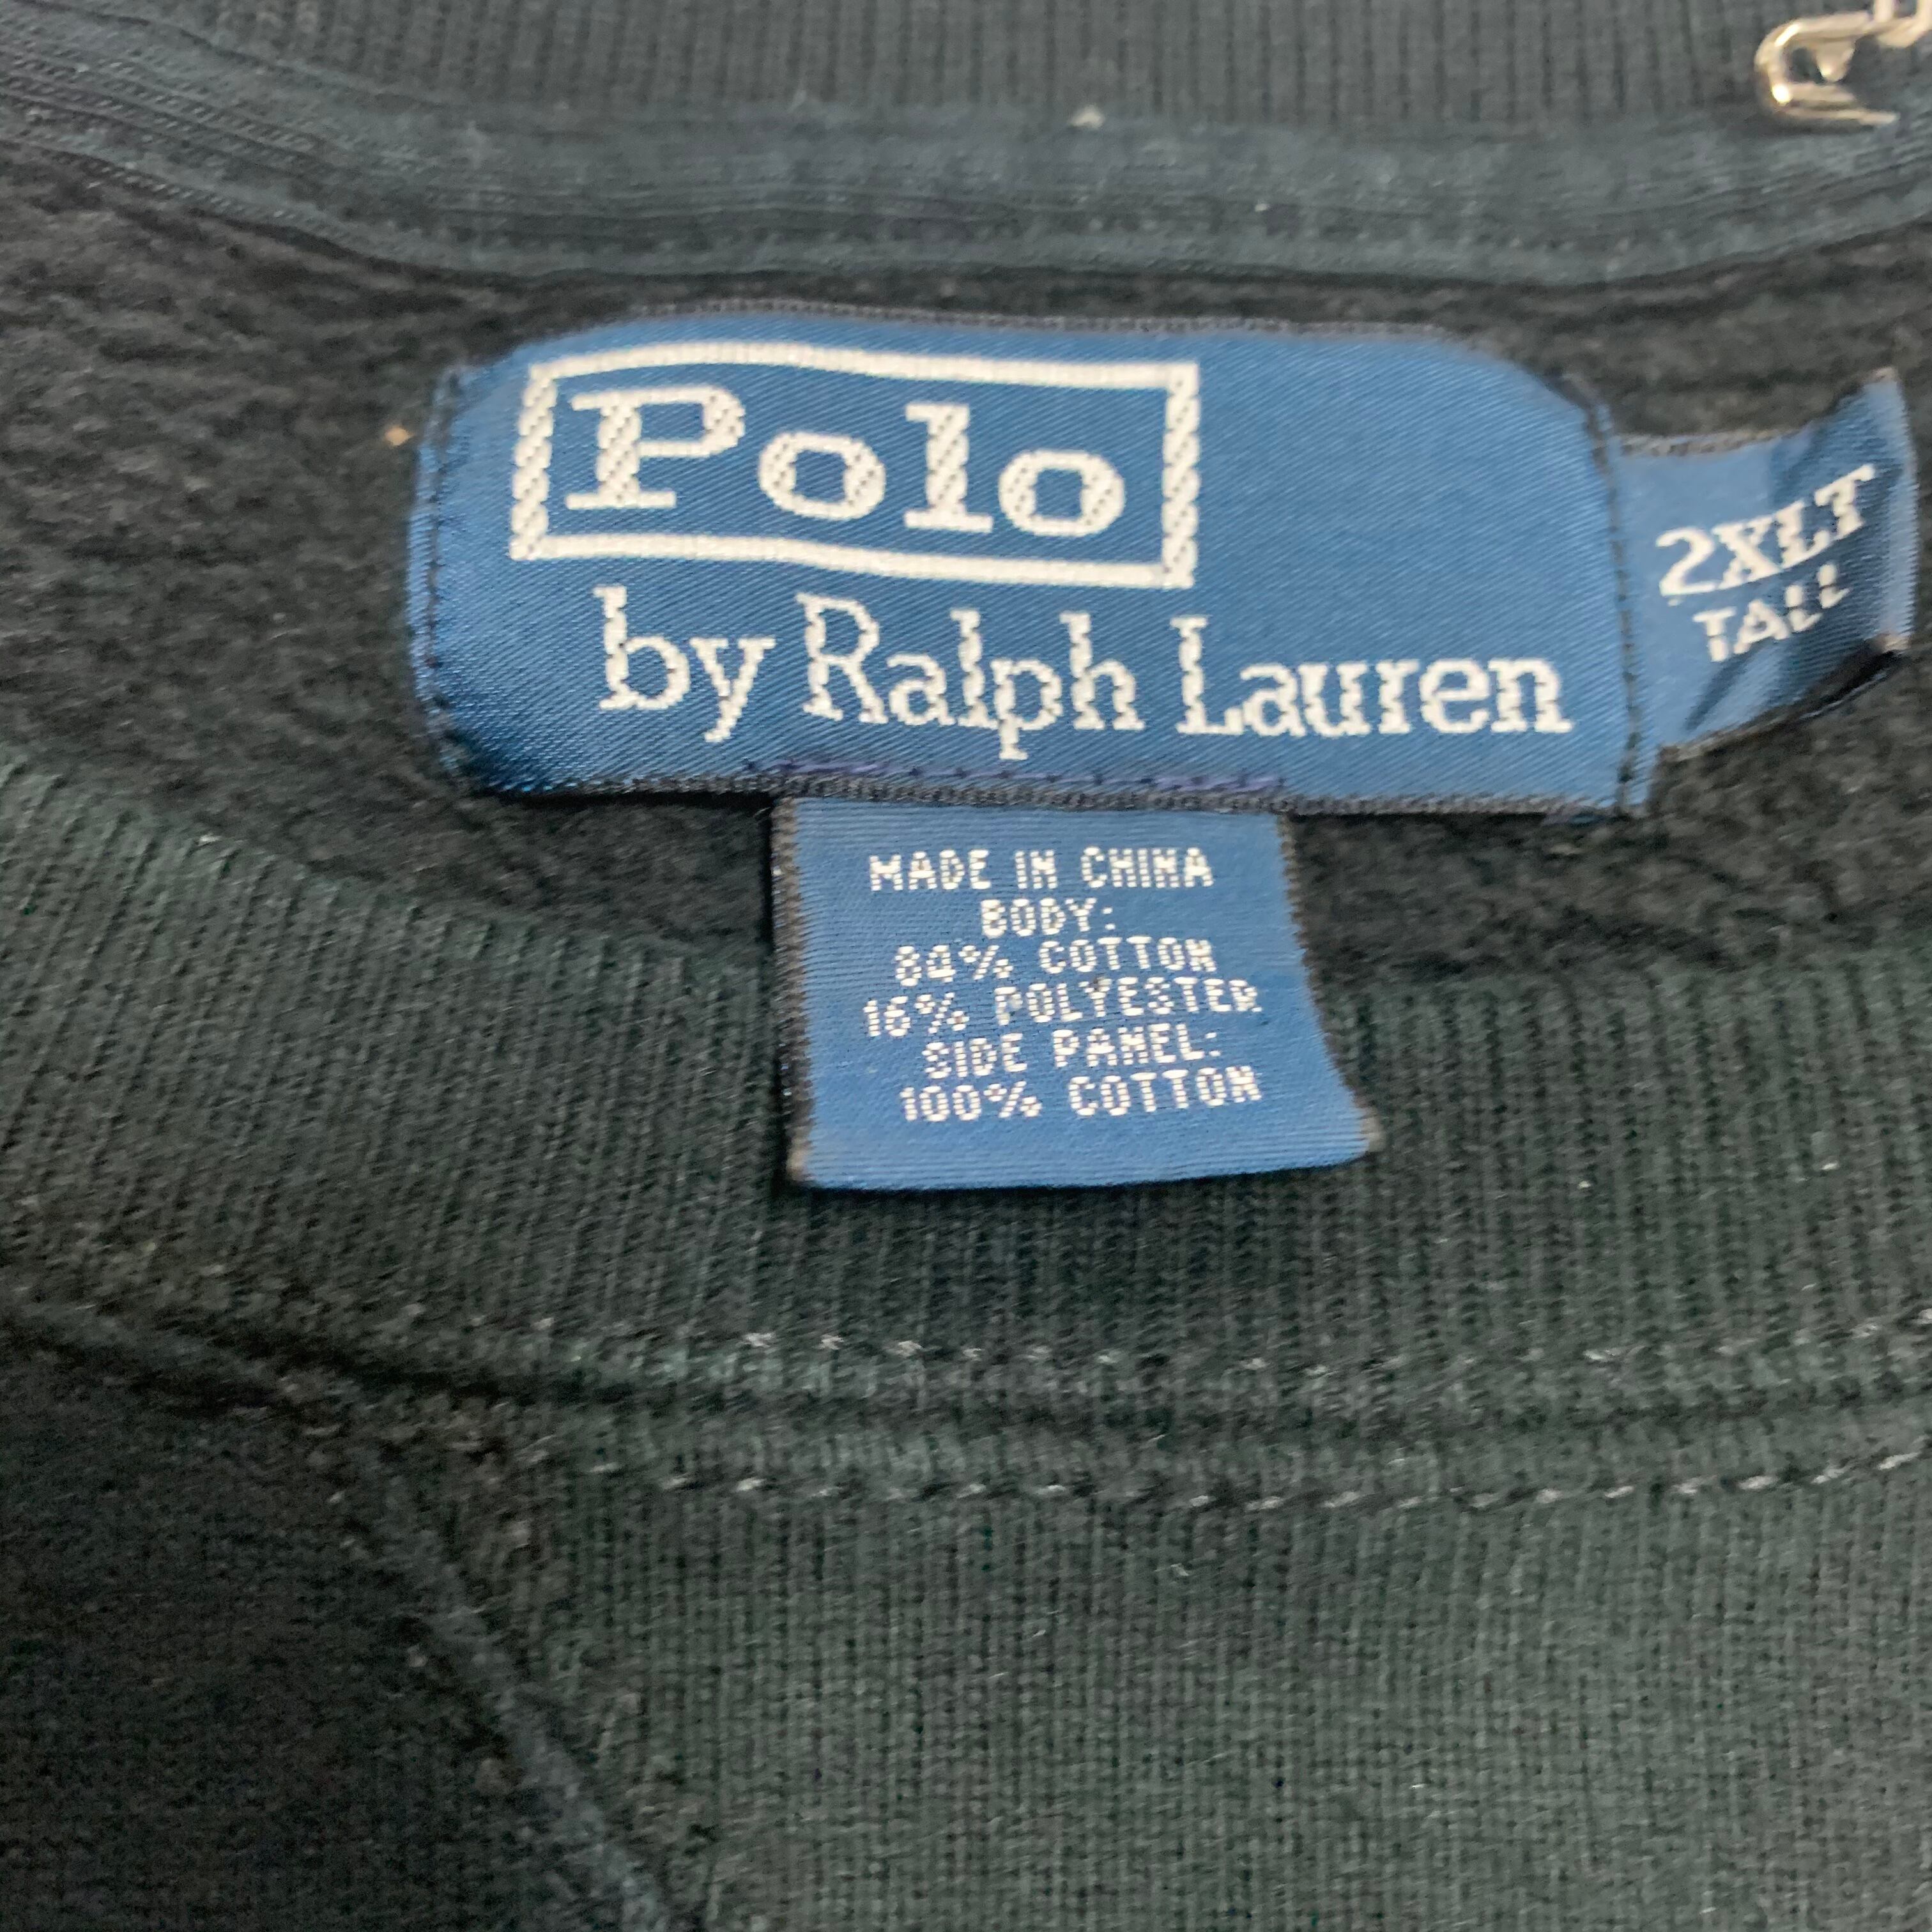 Polo
by Ralph Lauren
2XLT
TALL
MADE IN CHINA
BODY:
84% COTTON
16% POLYESTER
SIDE PANEL:
100% COTTON